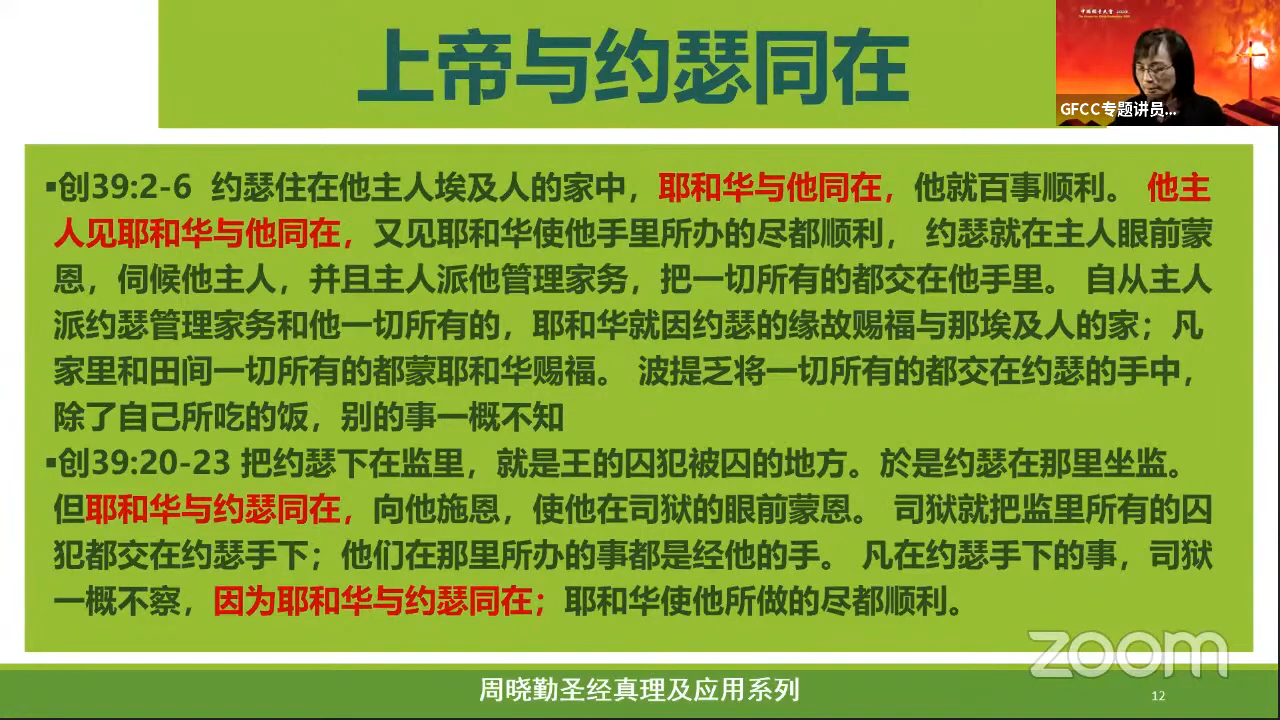 上帝与约瑟同在
中国福音大会
GFCC专题讲员...
▪创39:2-6 约瑟住在他主人埃及人的家中，耶和华与他同在，他就百事顺利。 他主
人见耶和华与他同在，又见耶和华使他手里所办的尽都顺利， 约瑟就在主人眼前蒙
恩，伺候他主人，并且主人派他管理家务，把一切所有的都交在他手里。 自从主人
派约瑟管理家务和他一切所有的，耶和华就因约瑟的缘故赐福与那埃及人的家；凡
家里和田间一切所有的都蒙耶和华赐福。 波提乏将一切所有的都交在约瑟的手中，
除了自己所吃的饭，别的事一概不知
▪创39:20-23 把约瑟下在监里，就是王的囚犯被囚的地方。於是约瑟在那里坐监。
但耶和华与约瑟同在，向他施恩，使他在司狱的眼前蒙恩。 司狱就把监里所有的囚
犯都交在约瑟手下；他们在那里所办的事都是经他的手。 凡在约瑟手下的事，司狱
一概不察，因为耶和华与约瑟同在；耶和华使他所做的尽都顺利。
zoom
周晓勤圣经真理及应用系列
12